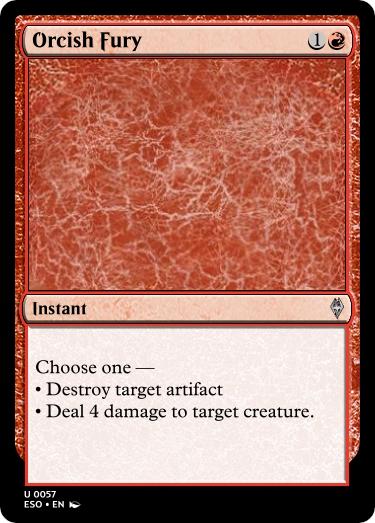 Orcish Fury 1
Instant
Choose one —
• Destroy target artifact
• Deal 4 damage to target creature.
U 0057
ESO • EN